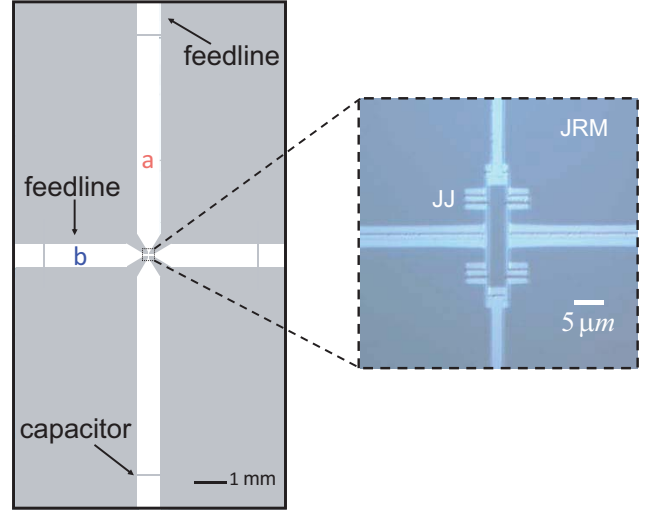 feedline
a
feedline
b
capacitor
1 mm
JRM
JJ
5 μm